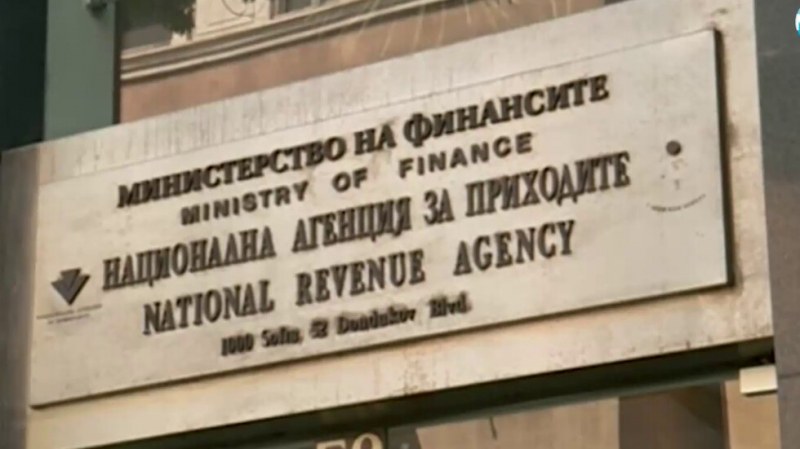 МИНИСТЕРСТВО НА ФИНАНСИТЕ
MINISTRY OF FINANCE
НАЦИОНАЛНА АГЕНЦИЯ ЗА ПРИХОДИТЕ
NATIONAL REVENUE AGENCY
1000 Sofia, 52 Dondukov Blvd.